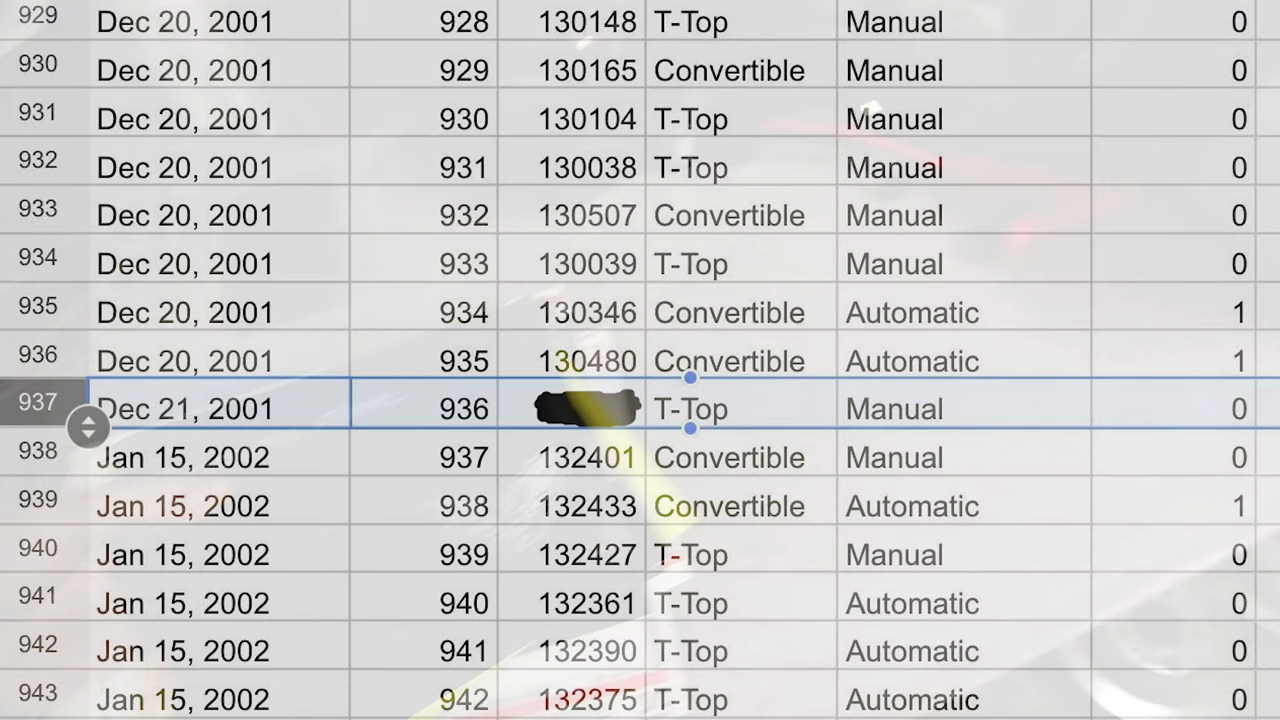 929 Dec 20, 2001 928 130148 T-Top Manual 0
930 Dec 20, 2001 929 130165 Convertible Manual 0
931 Dec 20, 2001 930 130104 T-Top Manual 0
932 Dec 20, 2001 931 130038 T-Top Manual 0
933 Dec 20, 2001 932 130507 Convertible Manual 0
934 Dec 20, 2001 933 130039 T-Top Manual 0
935 Dec 20, 2001 934 130346 Convertible Automatic 1
936 Dec 20, 2001 935 130480 Convertible Automatic 1
937 Dec 21, 2001 936 T-Top Manual 0
938 Jan 15, 2002 937 132401 Convertible Manual 0
939 Jan 15, 2002 938 132433 Convertible Automatic 1
940 Jan 15, 2002 939 132427 T-Top Manual 0
941 Jan 15, 2002 940 132361 T-Top Automatic 0
942 Jan 15, 2002 941 132390 T-Top Automatic 0
943 Jan 15, 2002 942 132375 T-Top Automatic 0